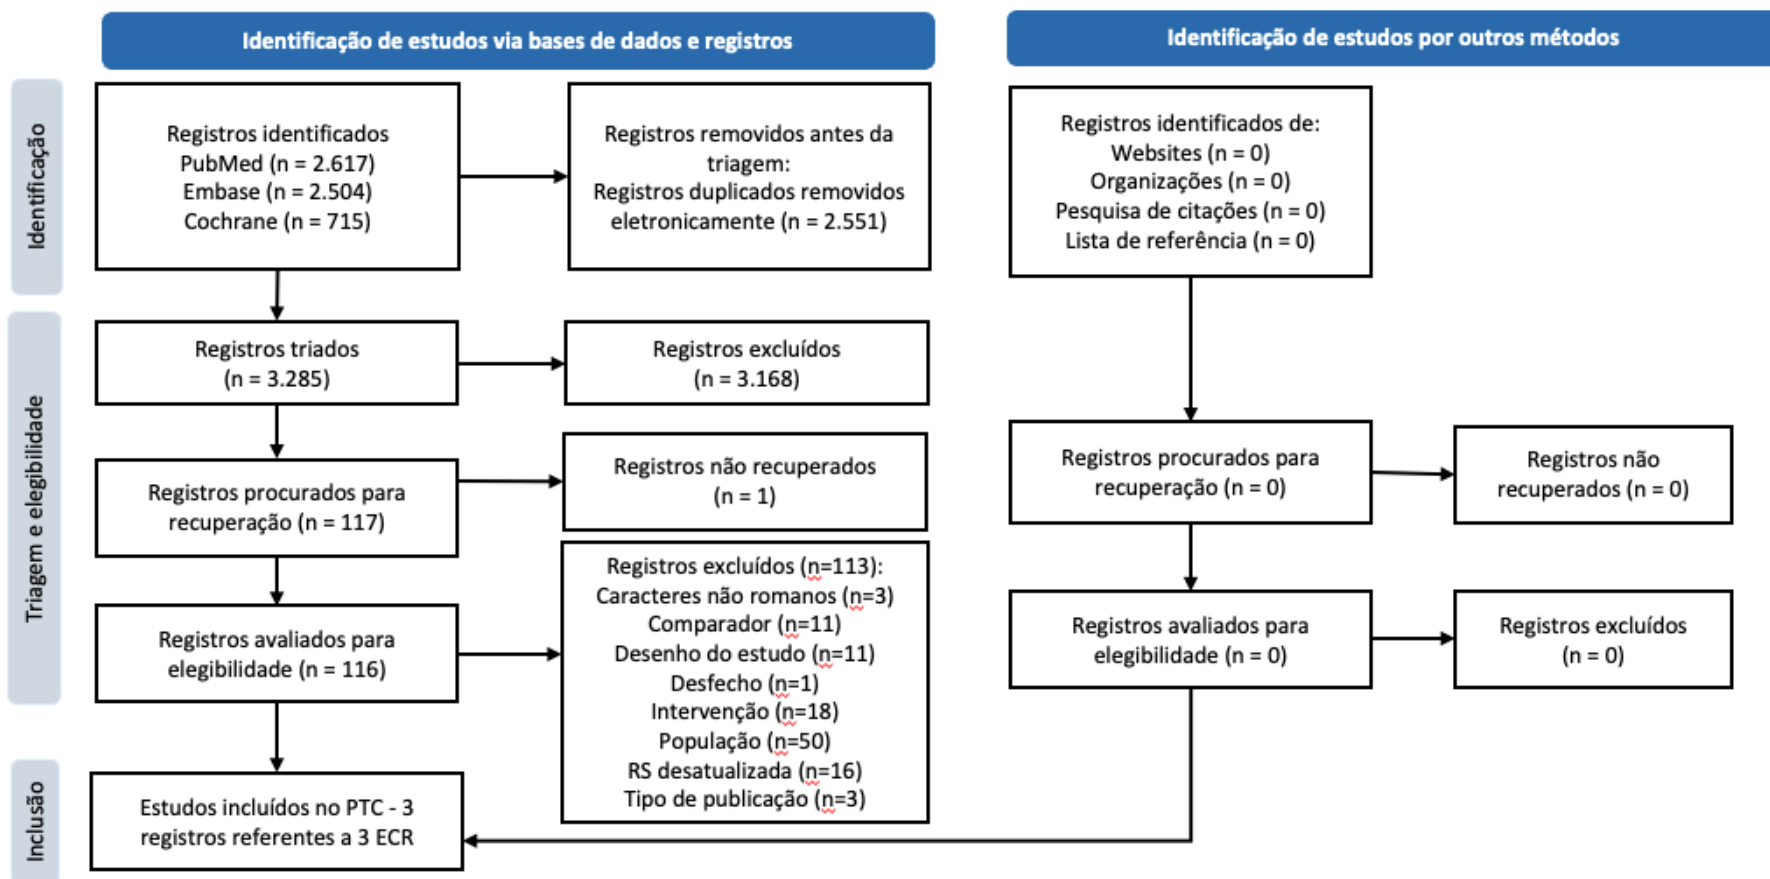 Identificação de estudos via bases de dados e registros
Identificação de estudos por outros métodos
Identificação
Registros identificados
PubMed (n = 2.617)
Embase (n = 2.504)
Cochrane (n = 715)
Registros removidos antes da
triagem:
Registros duplicados removidos
eletronicamente (n = 2.551)
Registros identificados de:
Websites (n = 0)
Organizações (n = 0)
Pesquisa de citações (n = 0)
Lista de referência (n = 0)
Triagem e elegibilidade
Registros triados
(n = 3.285)
Registros excluídos
(n = 3.168)
Registros procurados para
recuperação (n = 117)
Registros não recuperados
(n = 1)
Registros procurados para
recuperação (n = 0)
Registros não
recuperados (n = 0)
Registros avaliados para
elegibilidade (n = 116)
Registros excluídos (n=113):
Caracteres não romanos (n=3)
Comparador (n=11)
Desenho do estudo (n=11)
Desfecho (n=1)
Intervenção (n=18)
População (n=50)
RS desatualizada (n=16)
Tipo de publicação (n=3)
Registros avaliados para
elegibilidade (n = 0)
Registros excluídos
(n = 0)
Inclusão
Estudos incluídos no PTC - 3
registros referentes a 3 ECR